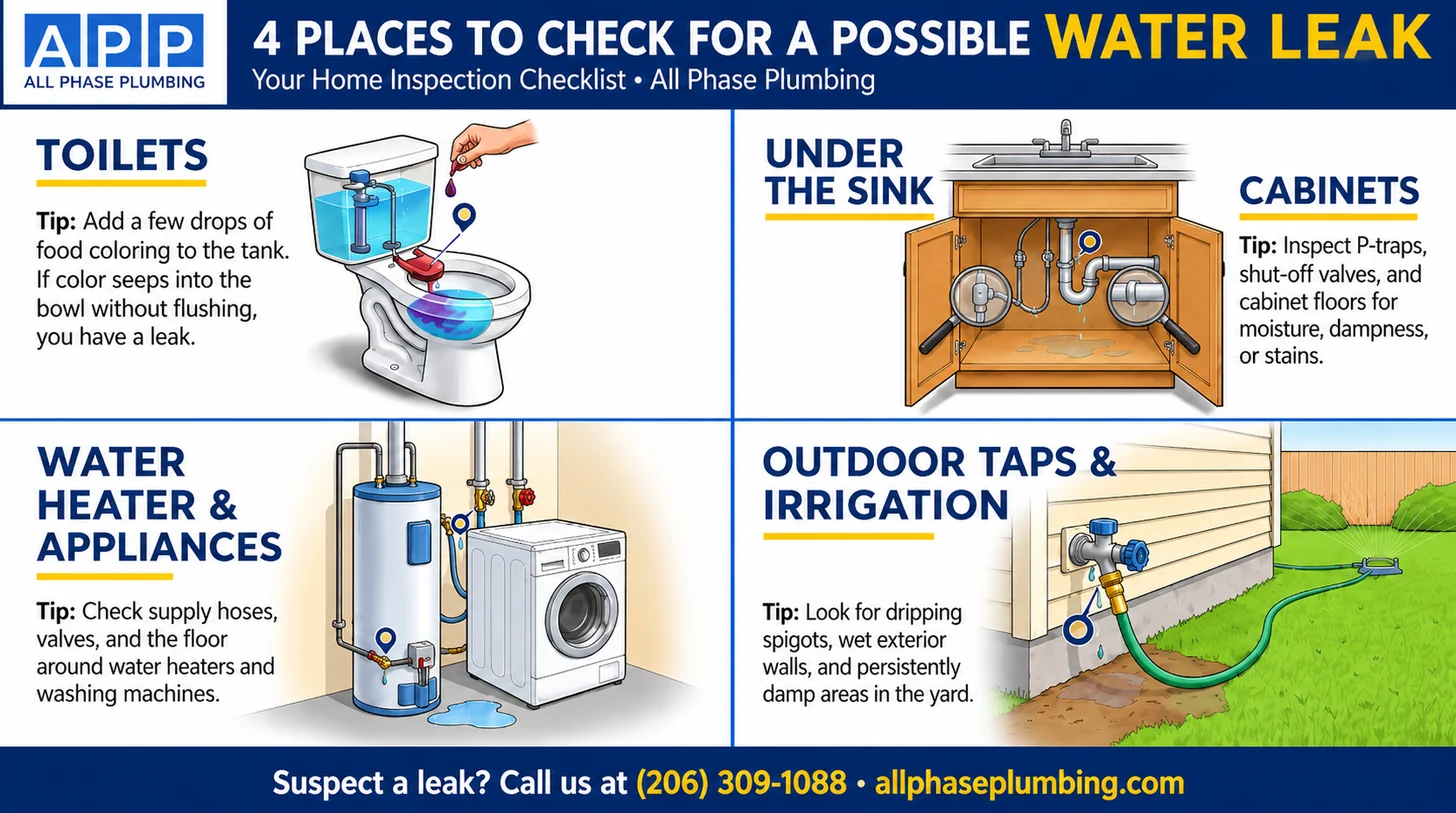 APP
ALL PHASE PLUMBING
4 PLACES TO CHECK FOR A POSSIBLE WATER LEAK
Your Home Inspection Checklist • All Phase Plumbing
TOILETS
Tip: Add a few drops of
food coloring to the tank.
If color seeps into the
bowl without flushing,
you have a leak.
UNDER
THE SINK
CABINETS
Tip: Inspect P-traps,
shut-off valves, and
cabinet floors for
moisture, dampness,
or stains.
WATER
HEATER &
APPLIANCES
Tip: Check supply hoses,
valves, and the floor
around water heaters and
washing machines.
OUTDOOR TAPS &
IRRIGATION
Tip: Look for dripping
spigots, wet exterior
walls, and persistently
damp areas in the yard.
Suspect a leak? Call us at (206) 309-1088 • allphaseplumbing.com